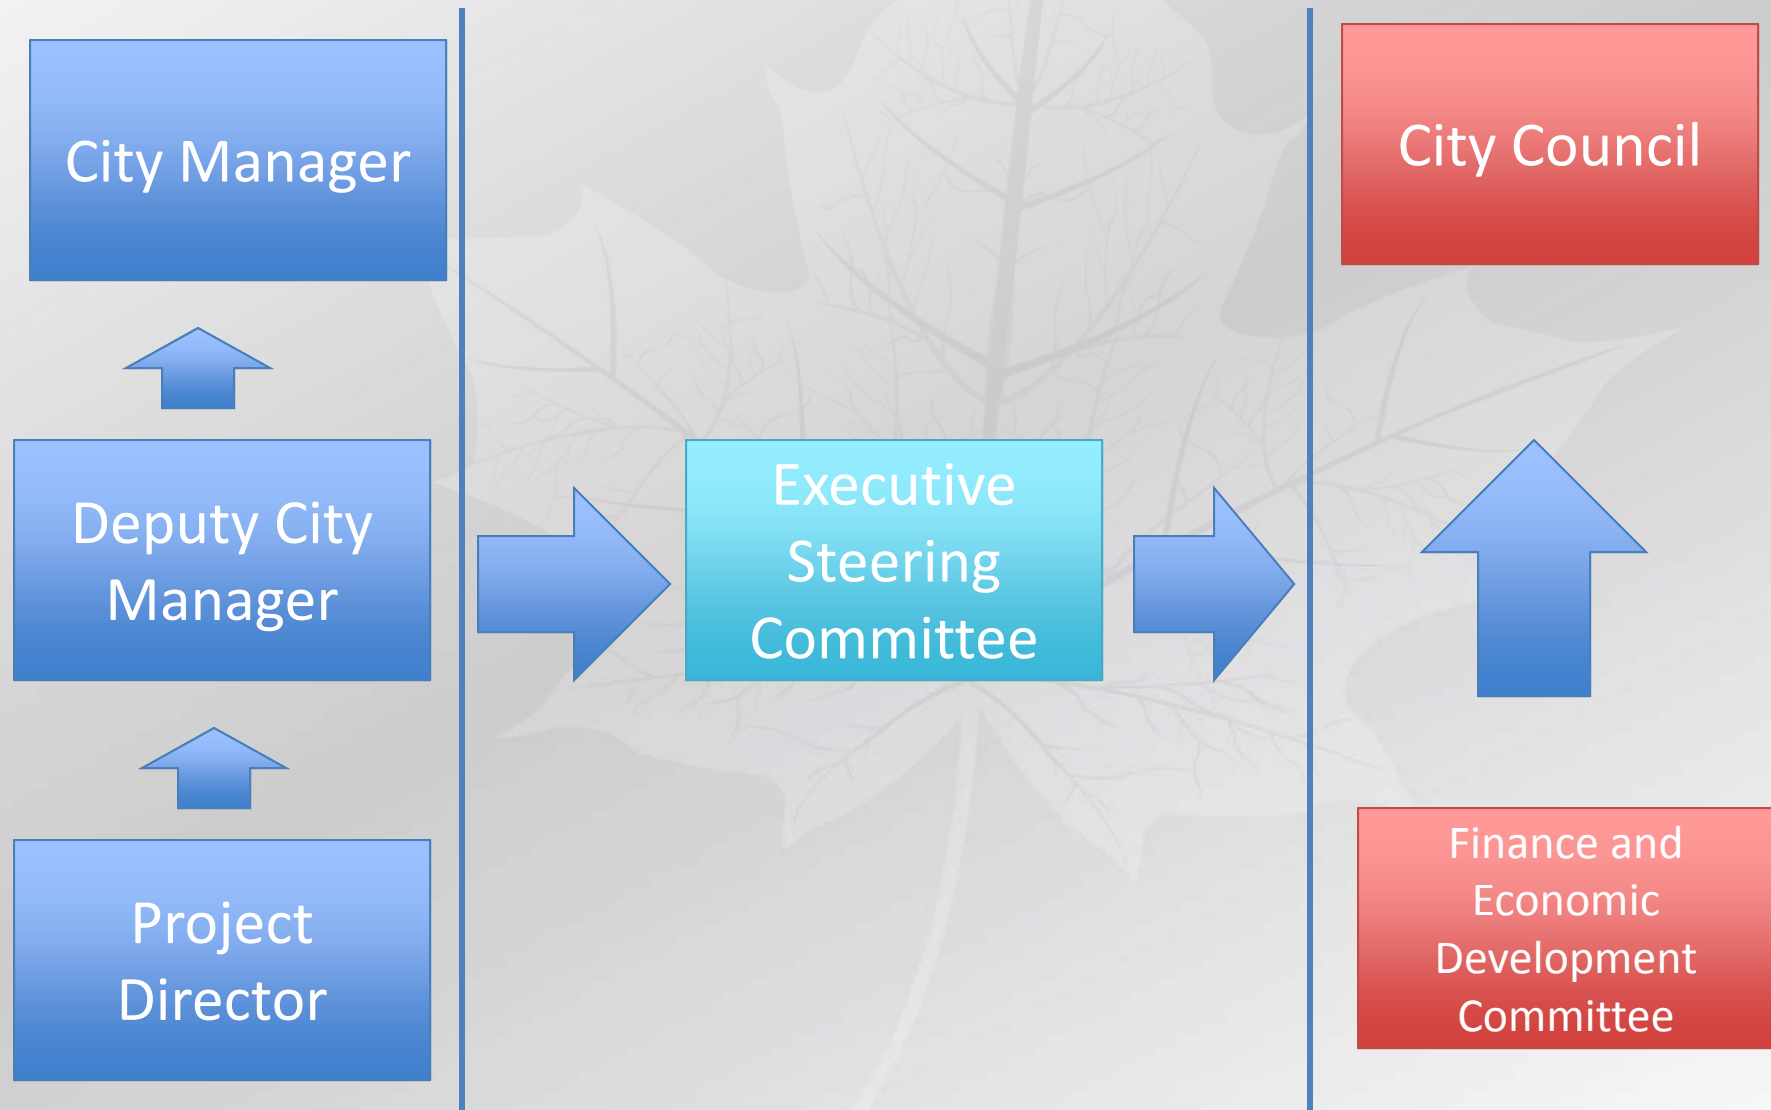 City Manager
Deputy City
Manager
Project
Director
Executive
Steering
Committee
City Council
Finance and
Economic
Development
Committee